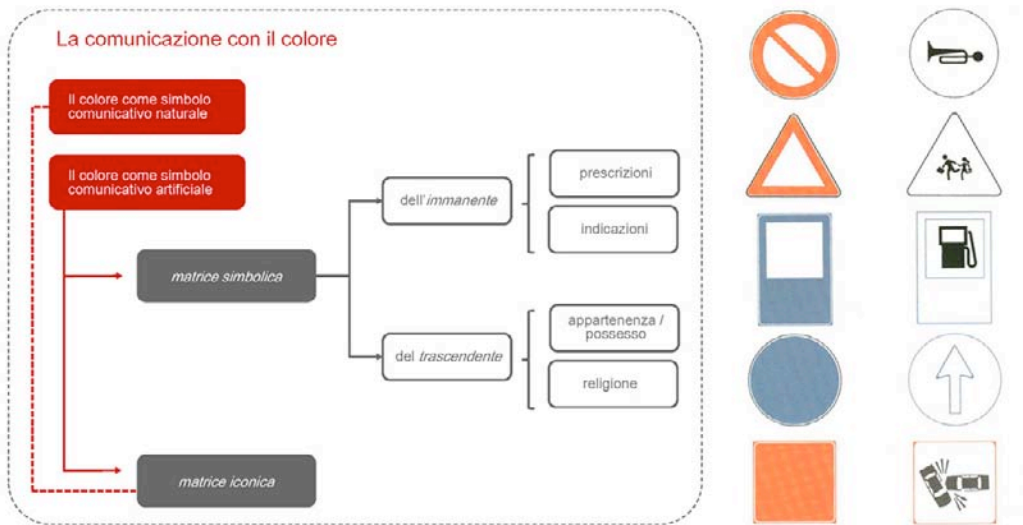 La comunicazione con il colore
Il colore come simbolo
comunicativo naturale
Il colore come simbolo
comunicativo artificiale
dell'immanente
prescrizioni
indicazioni
matrice simbolica
del trascendente
appartenenza /
possesso
religione
matrice iconica